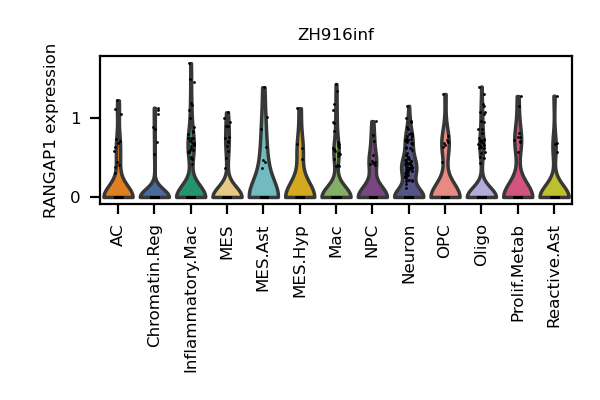 ZH916inf
RANGAP1 expression
1
0
AC
Chromatin.Reg
Inflammatory.Mac
MES
MES.Ast
MES.Hyp
Mac
NPC
Neuron
OPC
Oligo
Prolif.Metab
Reactive.Ast